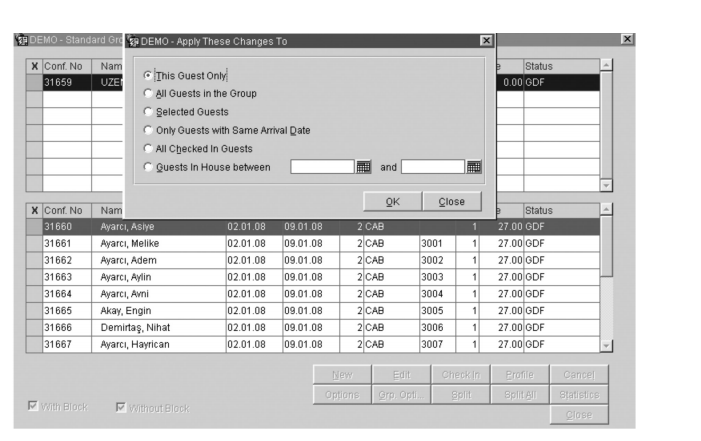 DEMO - Standard Gro
DEMO - Apply These Changes To
This Guest Only
All Guests in the Group
Selected Guests
Only Guests with Same Arrival Date
All Checked In Guests
Guests In House between and
OK Close
X Conf. No Nam e Status
31659 UZE 0.00 GDF
X Conf. No Nam e Status
31660 Ayarcı, Asiye 02.01.08 09.01.08 2 CAB 1 27.00 GDF
31661 Ayarcı, Melike 02.01.08 09.01.08 2 CAB 3001 1 27.00 GDF
31662 Ayarcı, Adem 02.01.08 09.01.08 2 CAB 3002 1 27.00 GDF
31663 Ayarcı, Aylin 02.01.08 09.01.08 2 CAB 3003 1 27.00 GDF
31664 Ayarcı, Avni 02.01.08 09.01.08 2 CAB 3004 1 27.00 GDF
31665 Akay, Engin 02.01.08 09.01.08 2 CAB 3005 1 27.00 GDF
31666 Demirtaş, Nihat 02.01.08 09.01.08 2 CAB 3006 1 27.00 GDF
31667 Ayarcı, Hayrican 02.01.08 09.01.08 2 CAB 3007 1 27.00 GDF
New Edit Check In Profile Cancel
Options Grp. Opti... Split Split All Statistics
With Block Without Block
Close